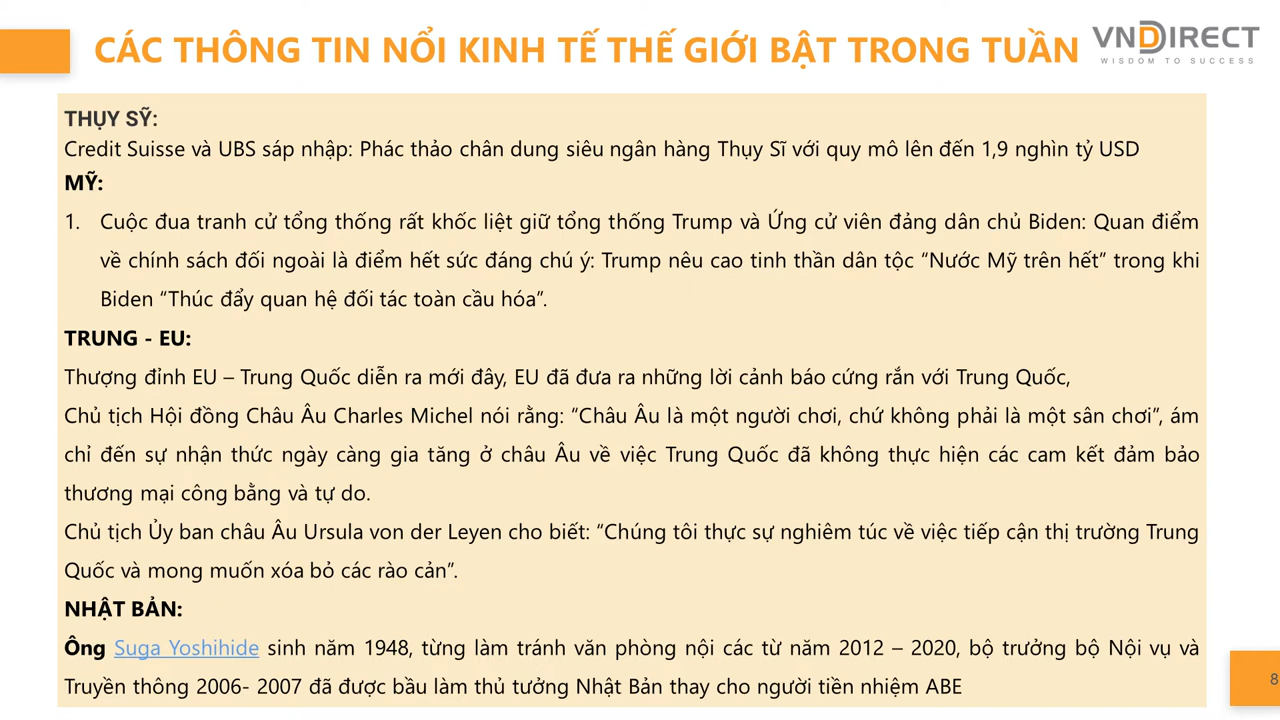 CÁC THÔNG TIN NỔI KINH TẾ THẾ GIỚI BẬT TRONG TUẦN
VNDIRECT
WISDOM TO SUCCESS
THỤY SỸ:
Credit Suisse và UBS sáp nhập: Phác thảo chân dung siêu ngân hàng Thụy Sĩ với quy mô lên đến 1,9 nghìn tỷ USD
MỸ:
1. Cuộc đua tranh cử tổng thống rất khốc liệt giữ tổng thống Trump và Ứng cử viên đảng dân chủ Biden: Quan điểm
về chính sách đối ngoài là điểm hết sức đáng chú ý: Trump nêu cao tinh thần dân tộc “Nước Mỹ trên hết” trong khi
Biden “Thúc đẩy quan hệ đối tác toàn cầu hóa”.
TRUNG - EU:
Thượng đỉnh EU – Trung Quốc diễn ra mới đây, EU đã đưa ra những lời cảnh báo cứng rắn với Trung Quốc,
Chủ tịch Hội đồng Châu Âu Charles Michel nói rằng: “Châu Âu là một người chơi, chứ không phải là một sân chơi”, ám
chỉ đến sự nhận thức ngày càng gia tăng ở châu Âu về việc Trung Quốc đã không thực hiện các cam kết đảm bảo
thương mại công bằng và tự do.
Chủ tịch Ủy ban châu Âu Ursula von der Leyen cho biết: “Chúng tôi thực sự nghiêm túc về việc tiếp cận thị trường Trung
Quốc và mong muốn xóa bỏ các rào cản”.
NHẬT BẢN:
Ông Suga Yoshihide sinh năm 1948, từng làm tránh văn phòng nội các từ năm 2012 – 2020, bộ trưởng bộ Nội vụ và
Truyền thông 2006- 2007 đã được bầu làm thủ tưởng Nhật Bản thay cho người tiền nhiệm ABE
8